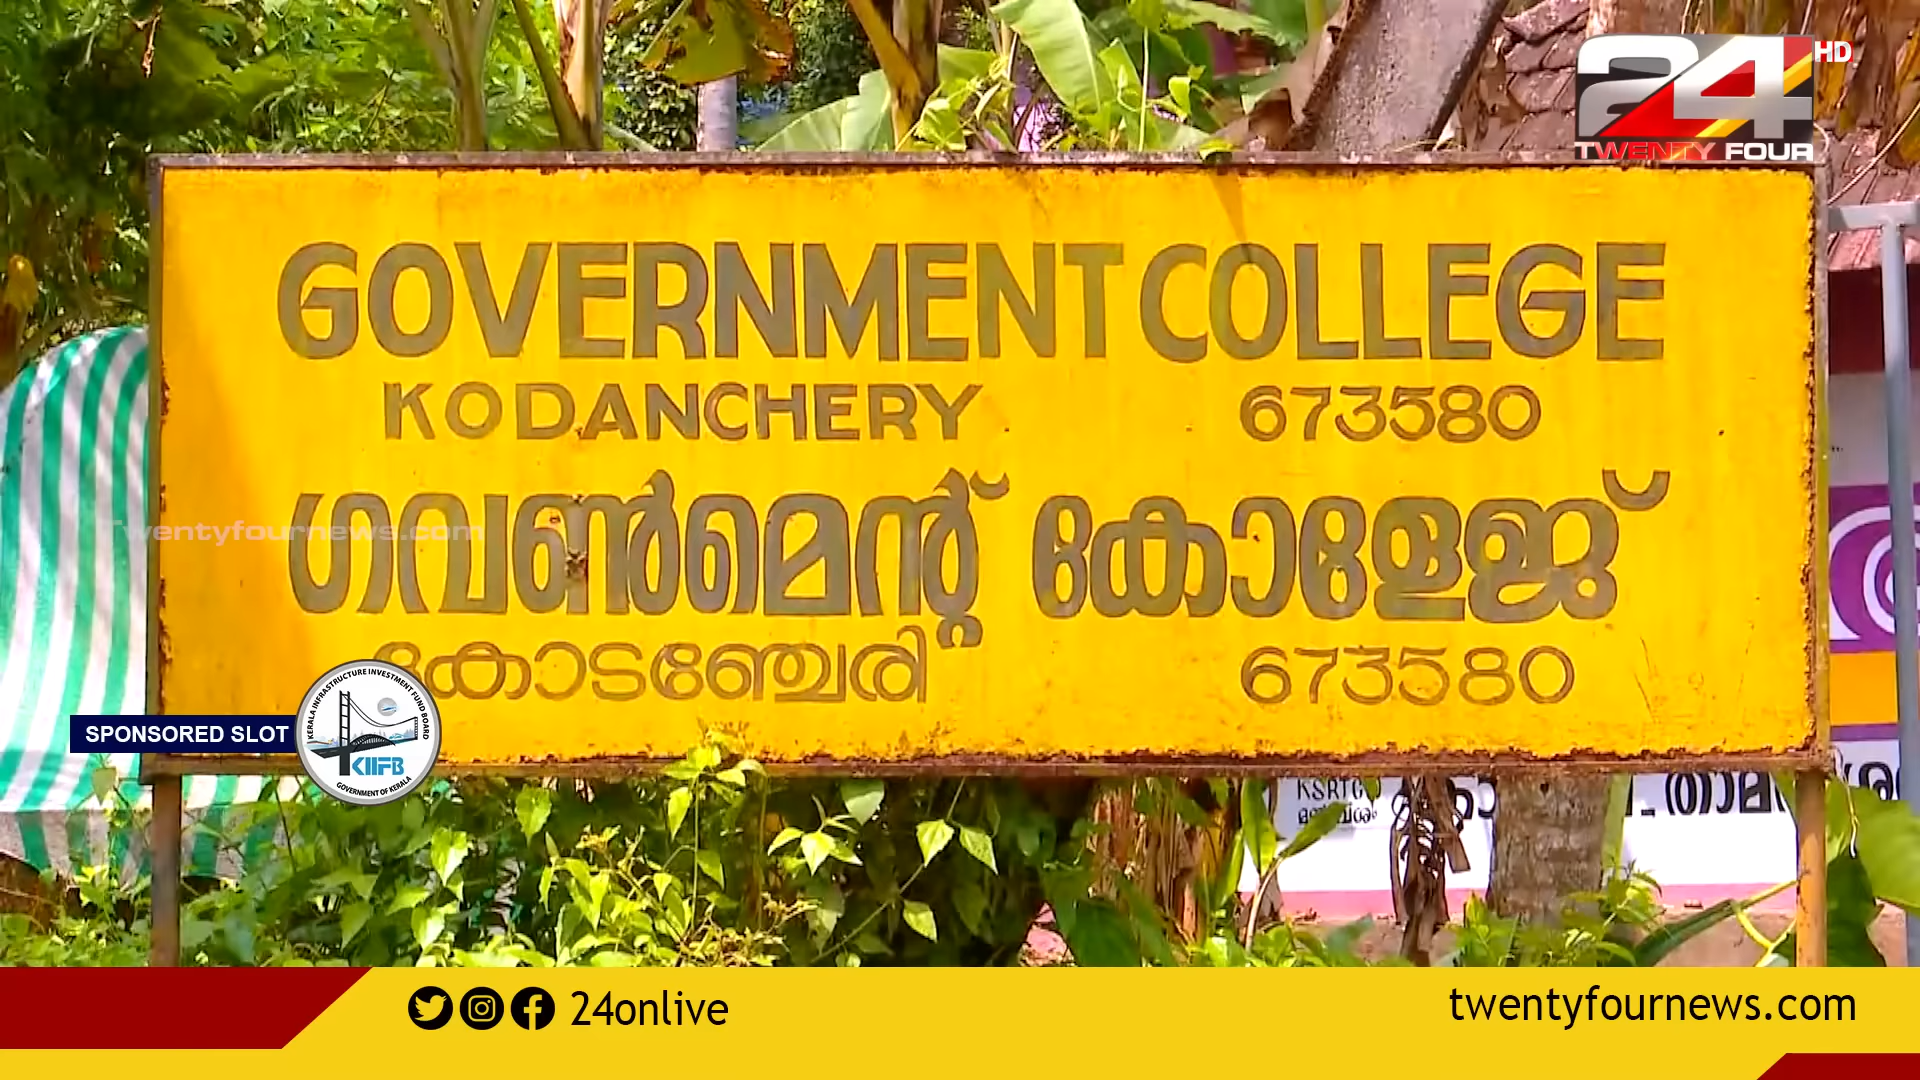 24 HD
TWENTY FOUR
GOVERNMENT COLLEGE
KODANCHERY 673580
ഗവൺമെന്റ് കോളേജ്
Twentyfournews.com
കോടഞ്ചേരി 673580
SPONSORED SLOT
KERALA INFRASTRUCTURE INVESTMENT FUND BOARD
KIIFB
GOVERNMENT OF KERALA
KSRTC
24onlive
twentyfournews.com